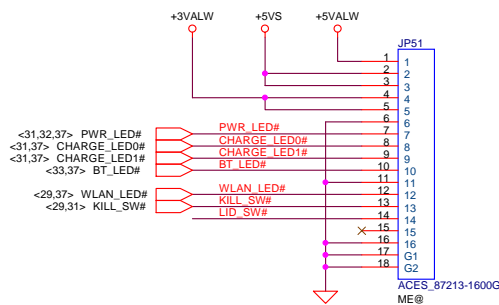 +3VALW +5VS +5VALW
JP51
1 1
2 2
3 3
4 4
5 5
6 6
<31,32,37> PWR_LED# PWR_LED# 7 7
<31,37> CHARGE_LED0# CHARGE_LED0# 8 8
<31,37> CHARGE_LED1# CHARGE_LED1# 9 9
<33,37> BT_LED# BT_LED# 10 10
11 11
<29,37> WLAN_LED# WLAN_LED# 12 12
<29,31> KILL_SW# KILL_SW# 13 13
LID_SW# 14 14
15 15
16 16
17 G1
18 G2
ACES_87213-1600G
ME@